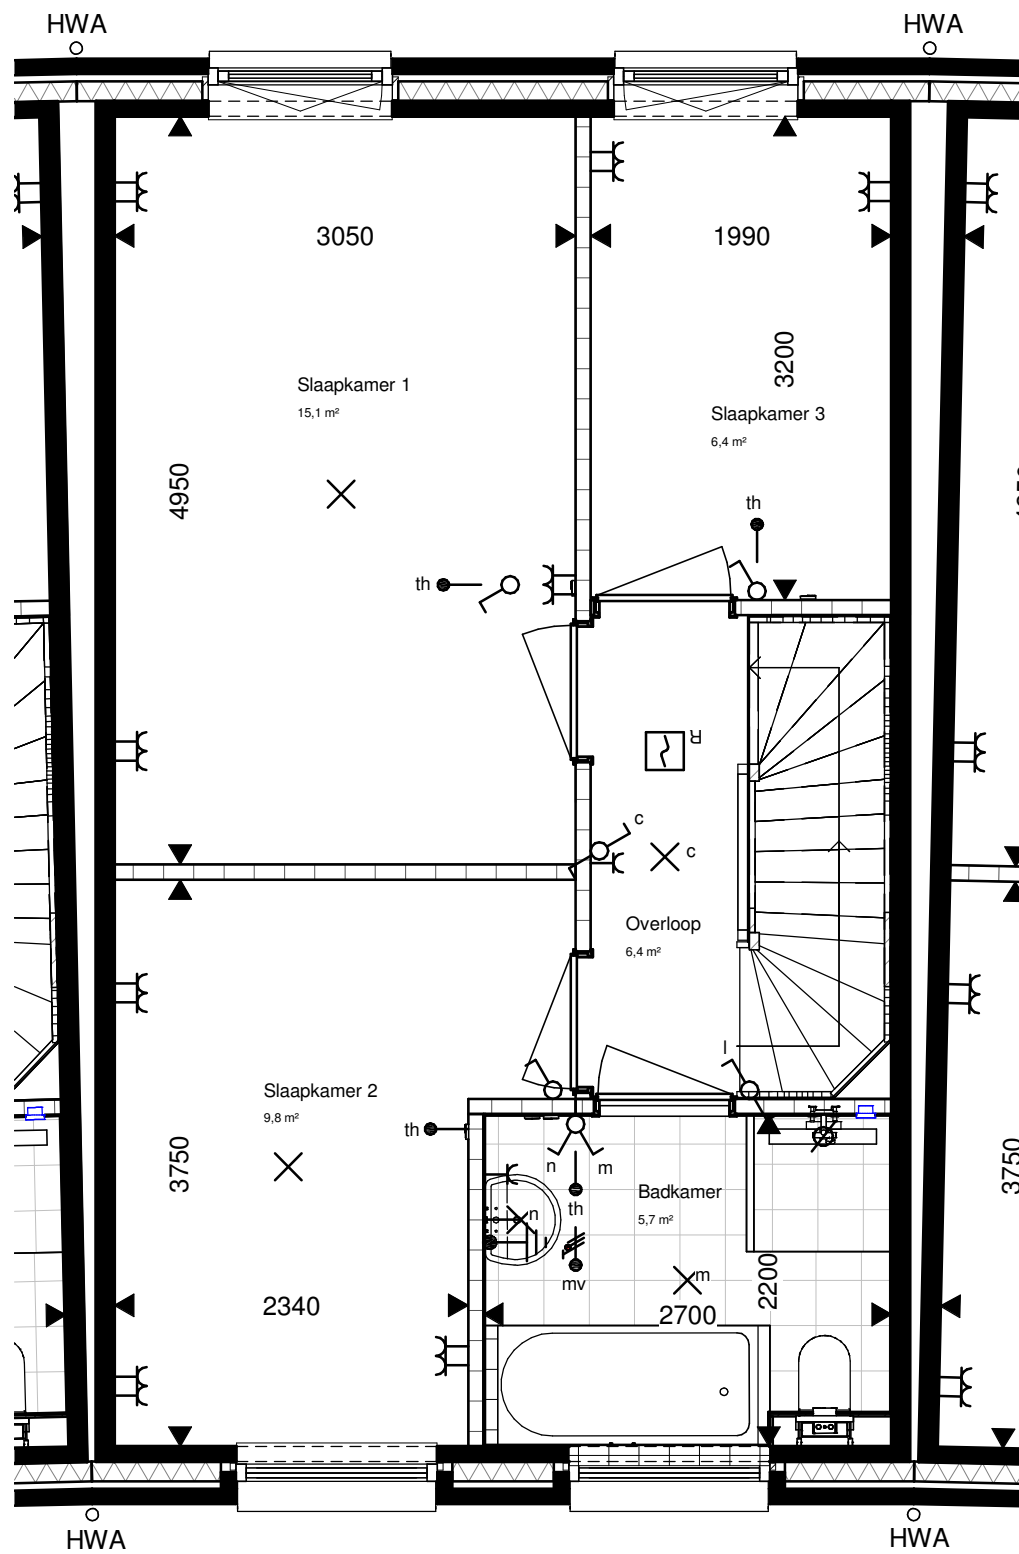 HWA
HWA
3050
1990
3200
Slaapkamer 1
15,1 m²
Slaapkamer 3
6,4 m²
4950
th
th
R
c
c
Overloop
6,4 m²
l
Slaapkamer 2
9,8 m²
th
3750
3750
n
m
th
Badkamer
5,7 m²
n
l
mv
m
2200
2340
2700
HWA
HWA